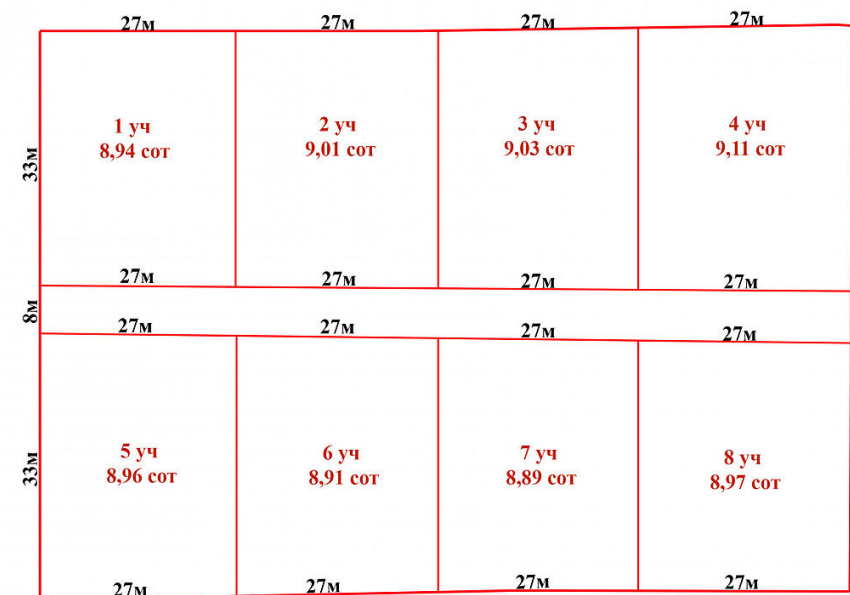 27м
27м
27м
27м
1 уч
8,94 сот
2 уч
9,01 сот
3 уч
9,03 сот
4 уч
9,11 сот
33м
27м
27м
27м
27м
8м
27м
27м
27м
27м
5 уч
8,96 сот
6 уч
8,91 сот
7 уч
8,89 сот
8 уч
8,97 сот
33м
27м
27м
27м
27м